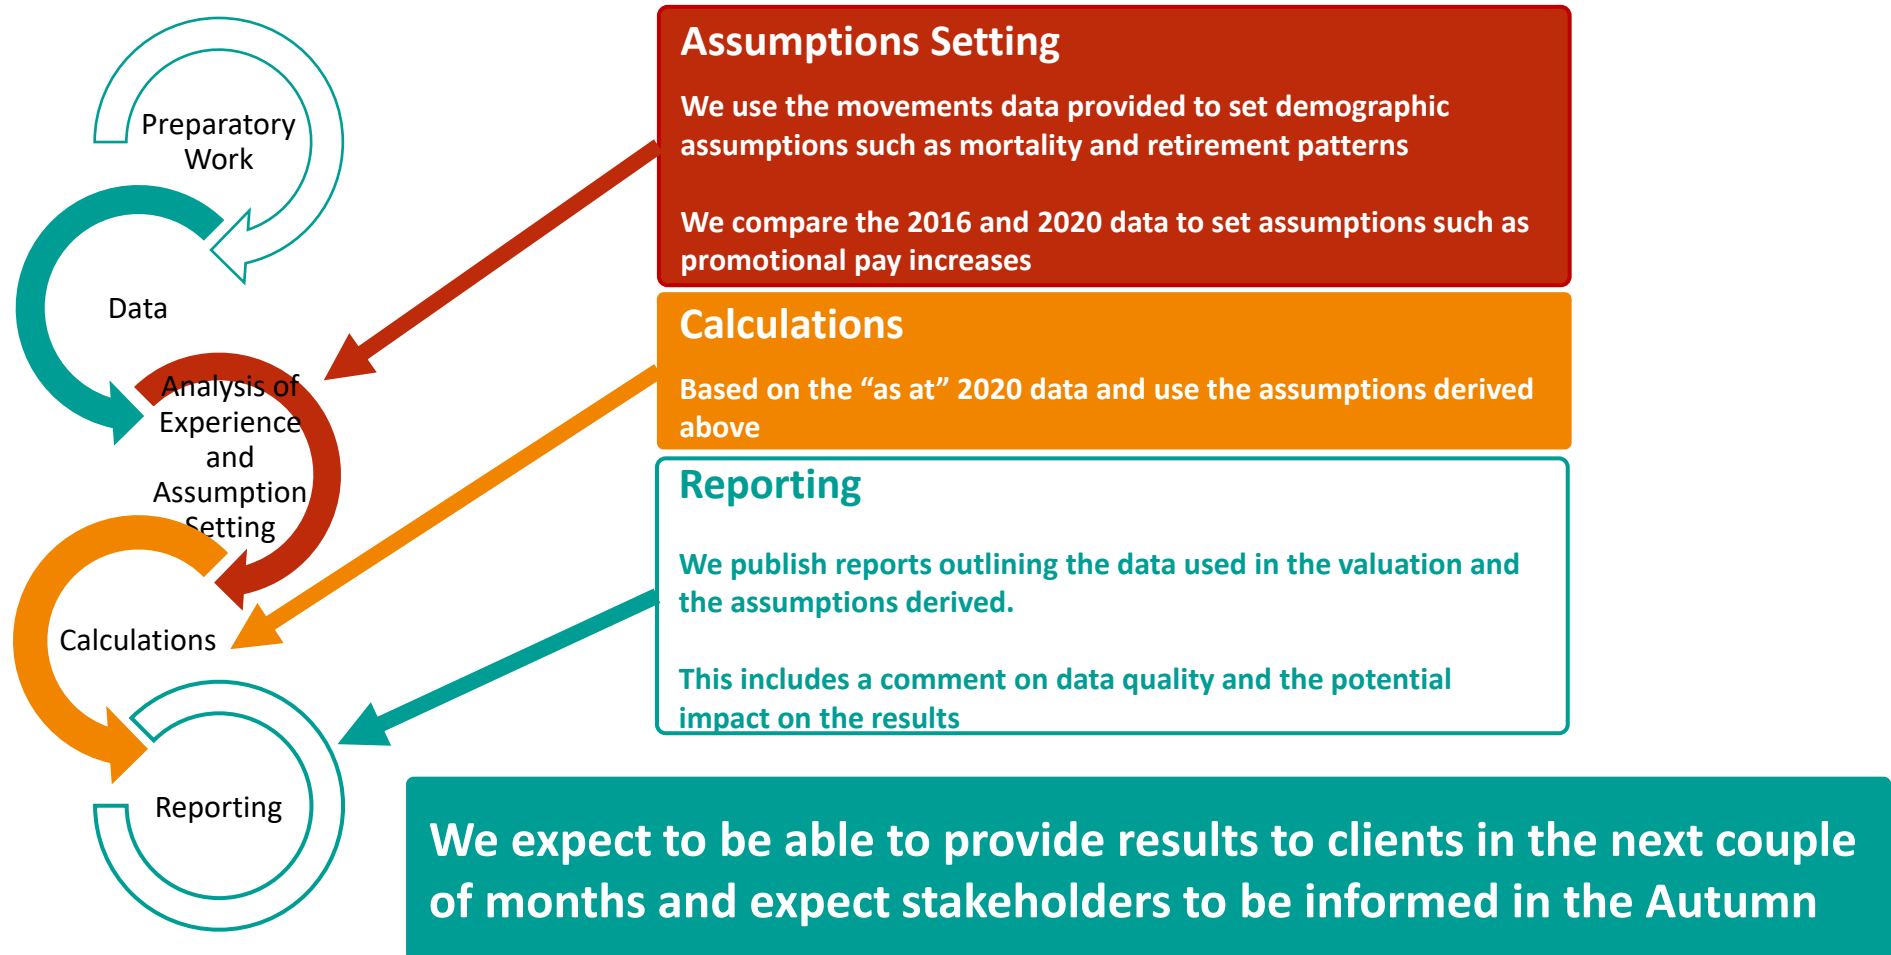 Preparatory
Work
Data
Analysis of
Experience
and
Assumption
Setting
Calculations
Reporting
Assumptions Setting
We use the movements data provided to set demographic
assumptions such as mortality and retirement patterns
We compare the 2016 and 2020 data to set assumptions such as
promotional pay increases
Calculations
Based on the “as at” 2020 data and use the assumptions derived
above
Reporting
We publish reports outlining the data used in the valuation and
the assumptions derived.
This includes a comment on data quality and the potential
impact on the results
We expect to be able to provide results to clients in the next couple
of months and expect stakeholders to be informed in the Autumn